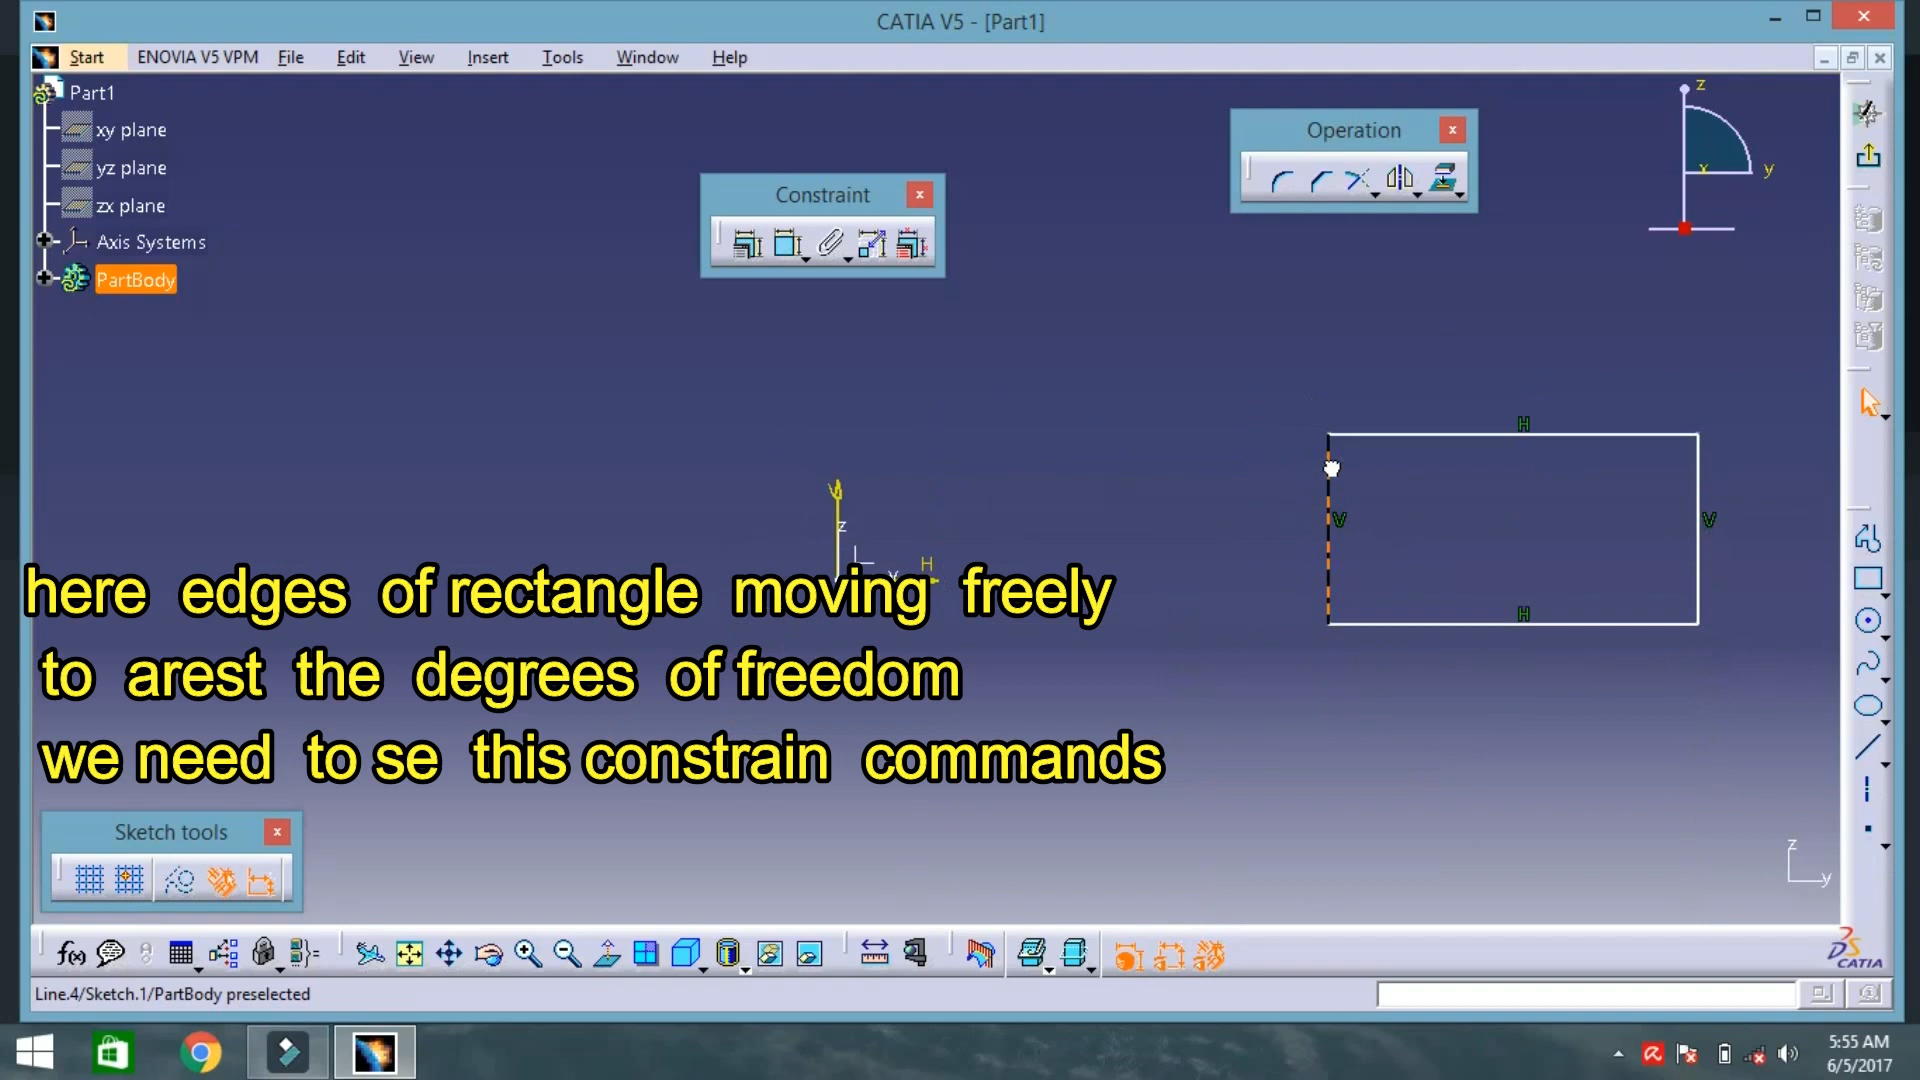 CATIA V5 - [Part1]
Start ENOVIA V5 VPM File Edit View Insert Tools Window Help
Part1
xy plane
yz plane
zx plane
Axis Systems
PartBody
Constraint
Operation
z
x
y
H
V
V
H
V
z
y
H
here edges of rectangle moving freely
to arest the degrees of freedom
we need to se this constrain commands
Sketch tools
z
y
f(x)
CATIA
Line.4/Sketch.1/PartBody preselected
5:55 AM
6/5/2017